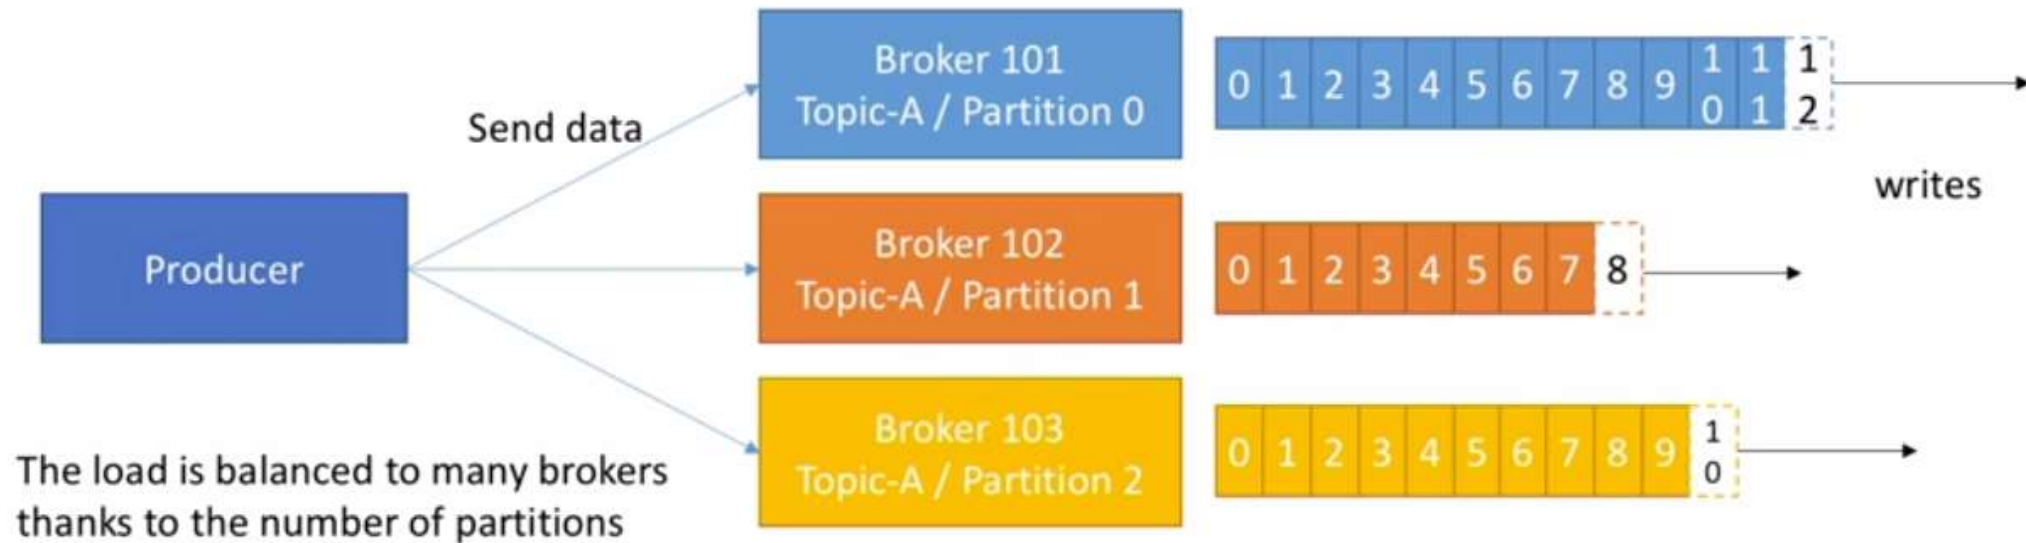 Broker 101
Topic-A / Partition 0
0 1 2 3 4 5 6 7 8 9 10 11 12
Send data
writes
Producer
Broker 102
Topic-A / Partition 1
0 1 2 3 4 5 6 7 8
Broker 103
Topic-A / Partition 2
0 1 2 3 4 5 6 7 8 9 10
The load is balanced to many brokers
thanks to the number of partitions